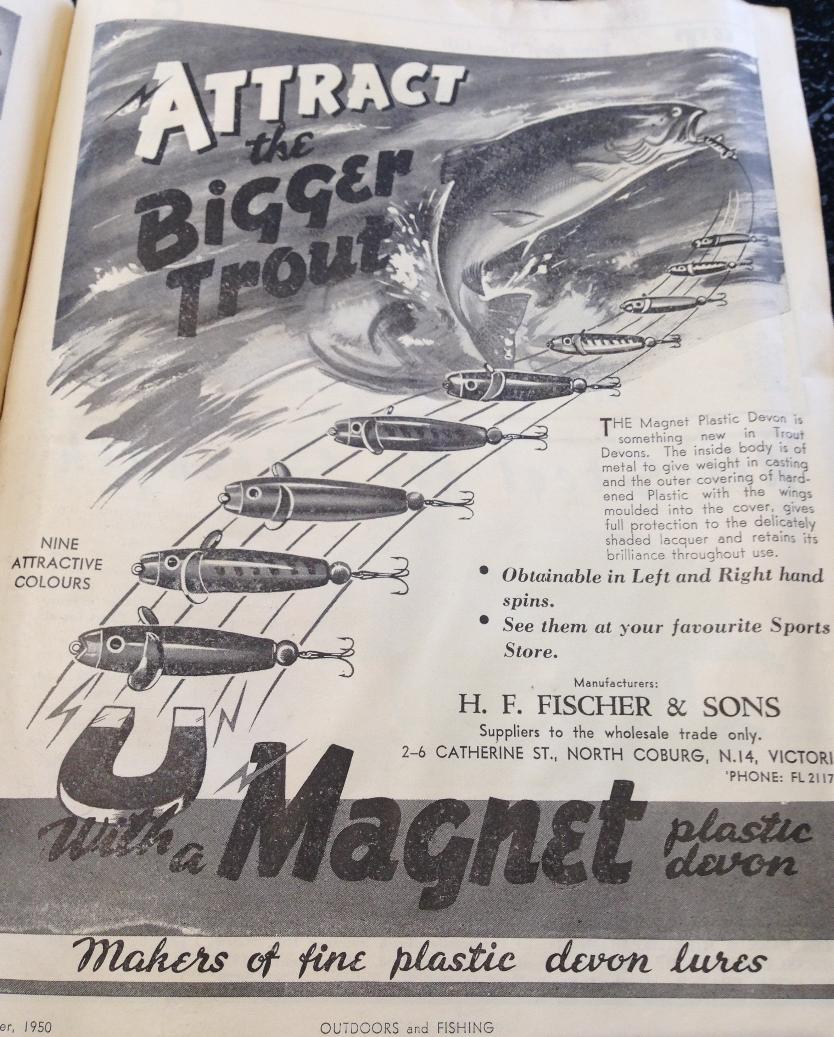 ATTRACT
the
BIGGER
Trout
THE Magnet Plastic Devon is
something new in Trout
Devons. The inside body is of
metal to give weight in casting
and the outer covering of hard-
ened Plastic with the wings
moulded into the cover, gives
full protection to the delicately
shaded lacquer and retains its
brilliance throughout use.
NINE
ATTRACTIVE
COLOURS
• Obtainable in Left and Right hand
spins.
• See them at your favourite Sports
Store.
Manufacturers:
H. F. FISCHER & SONS
Suppliers to the wholesale trade only.
2-6 CATHERINE ST., NORTH COBURG, N.14, VICTORI
'PHONE: FL 2117
with a Magnet plastic
devon
Makers of fine plastic devon lures
er, 1950
OUTDOORS and FISHING